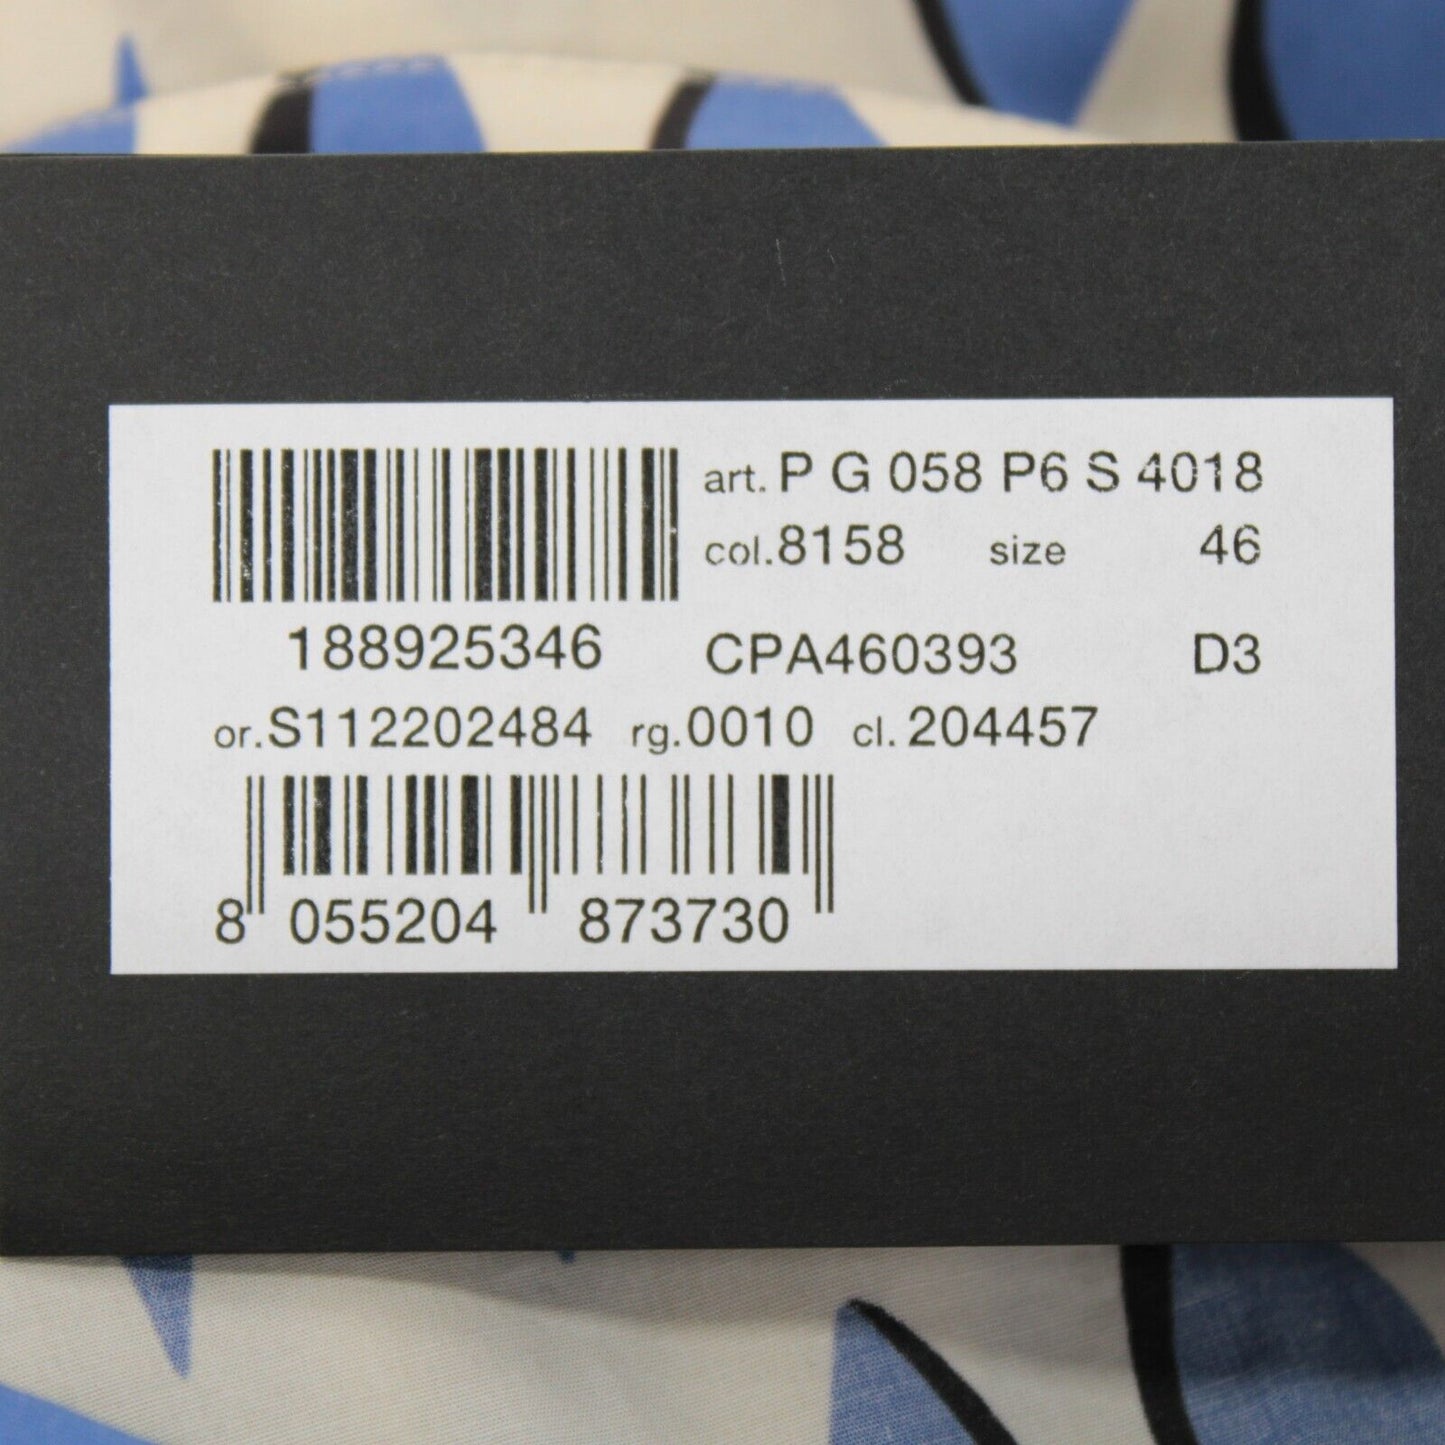 art. P G 058 P6 S 4018
col.8158 size 46
188925346 CPA460393 D3
or.S112202484 rg.0010 cl. 204457
8 055204 873730